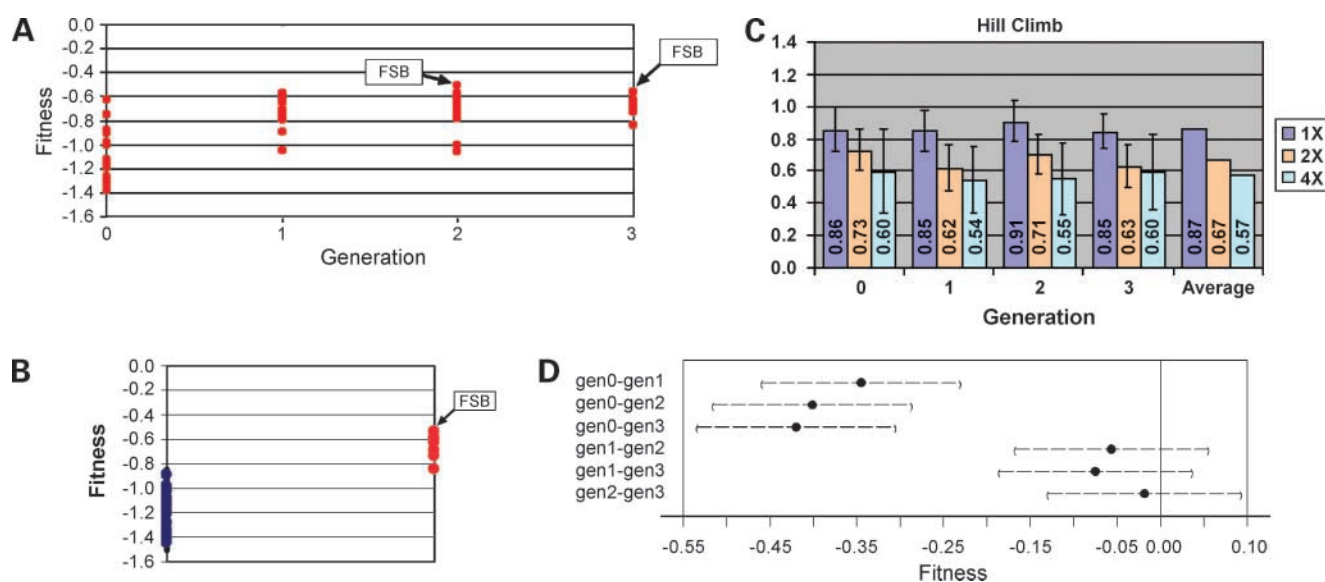 A
0.0
-0.2
-0.4
-0.6
-0.8
-1.0
-1.2
-1.4
-1.6
Fitness
FSB
FSB
0 1 2 3
Generation
B
0.0
-0.2
-0.4
-0.6
-0.8
-1.0
-1.2
-1.4
-1.6
Fitness
FSB
C
Hill Climb
1.4
1.2
1.0
0.8
0.6
0.4
0.2
0.0
0.86 0.73 0.60 0.85 0.62 0.54 0.91 0.71 0.55 0.85 0.63 0.60 0.87 0.67 0.57
0 1 2 3 Average
Generation
1X
2X
4X
D
gen0-gen1
gen0-gen2
gen0-gen3
gen1-gen2
gen1-gen3
gen2-gen3
-0.55 -0.45 -0.35 -0.25 -0.15 -0.05 0.00 0.10
Fitness